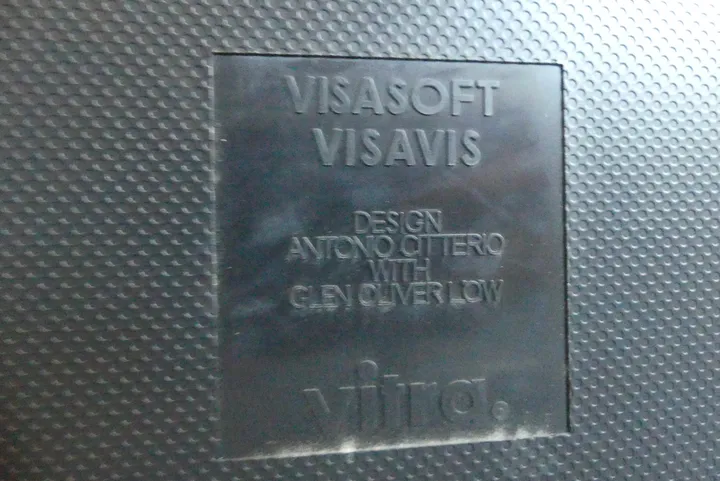 VISASOFT
VISAVIS
DESIGN
ANTONIO CITTERIO
WITH
GLEN OLIVER LOW
vitra.